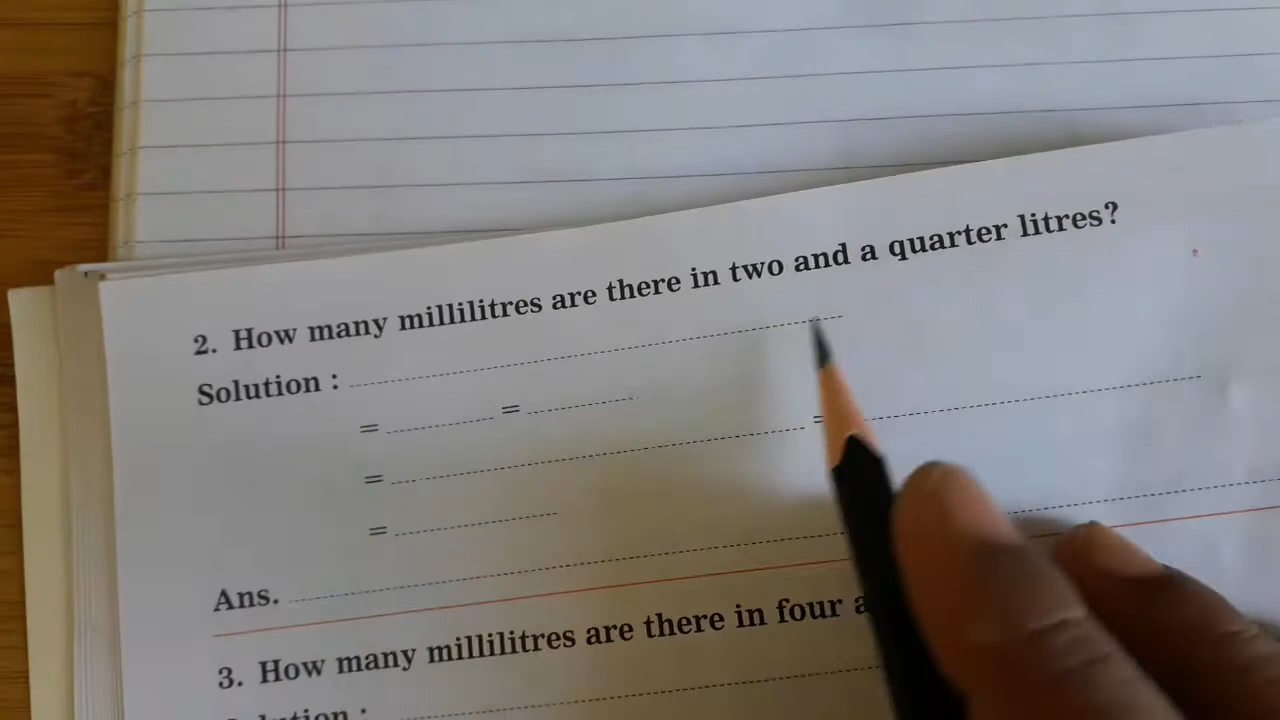 2. How many millilitres are there in two and a quarter litres?
Solution :
= =
= =
=
Ans.
3. How many millilitres are there in four
Solution :